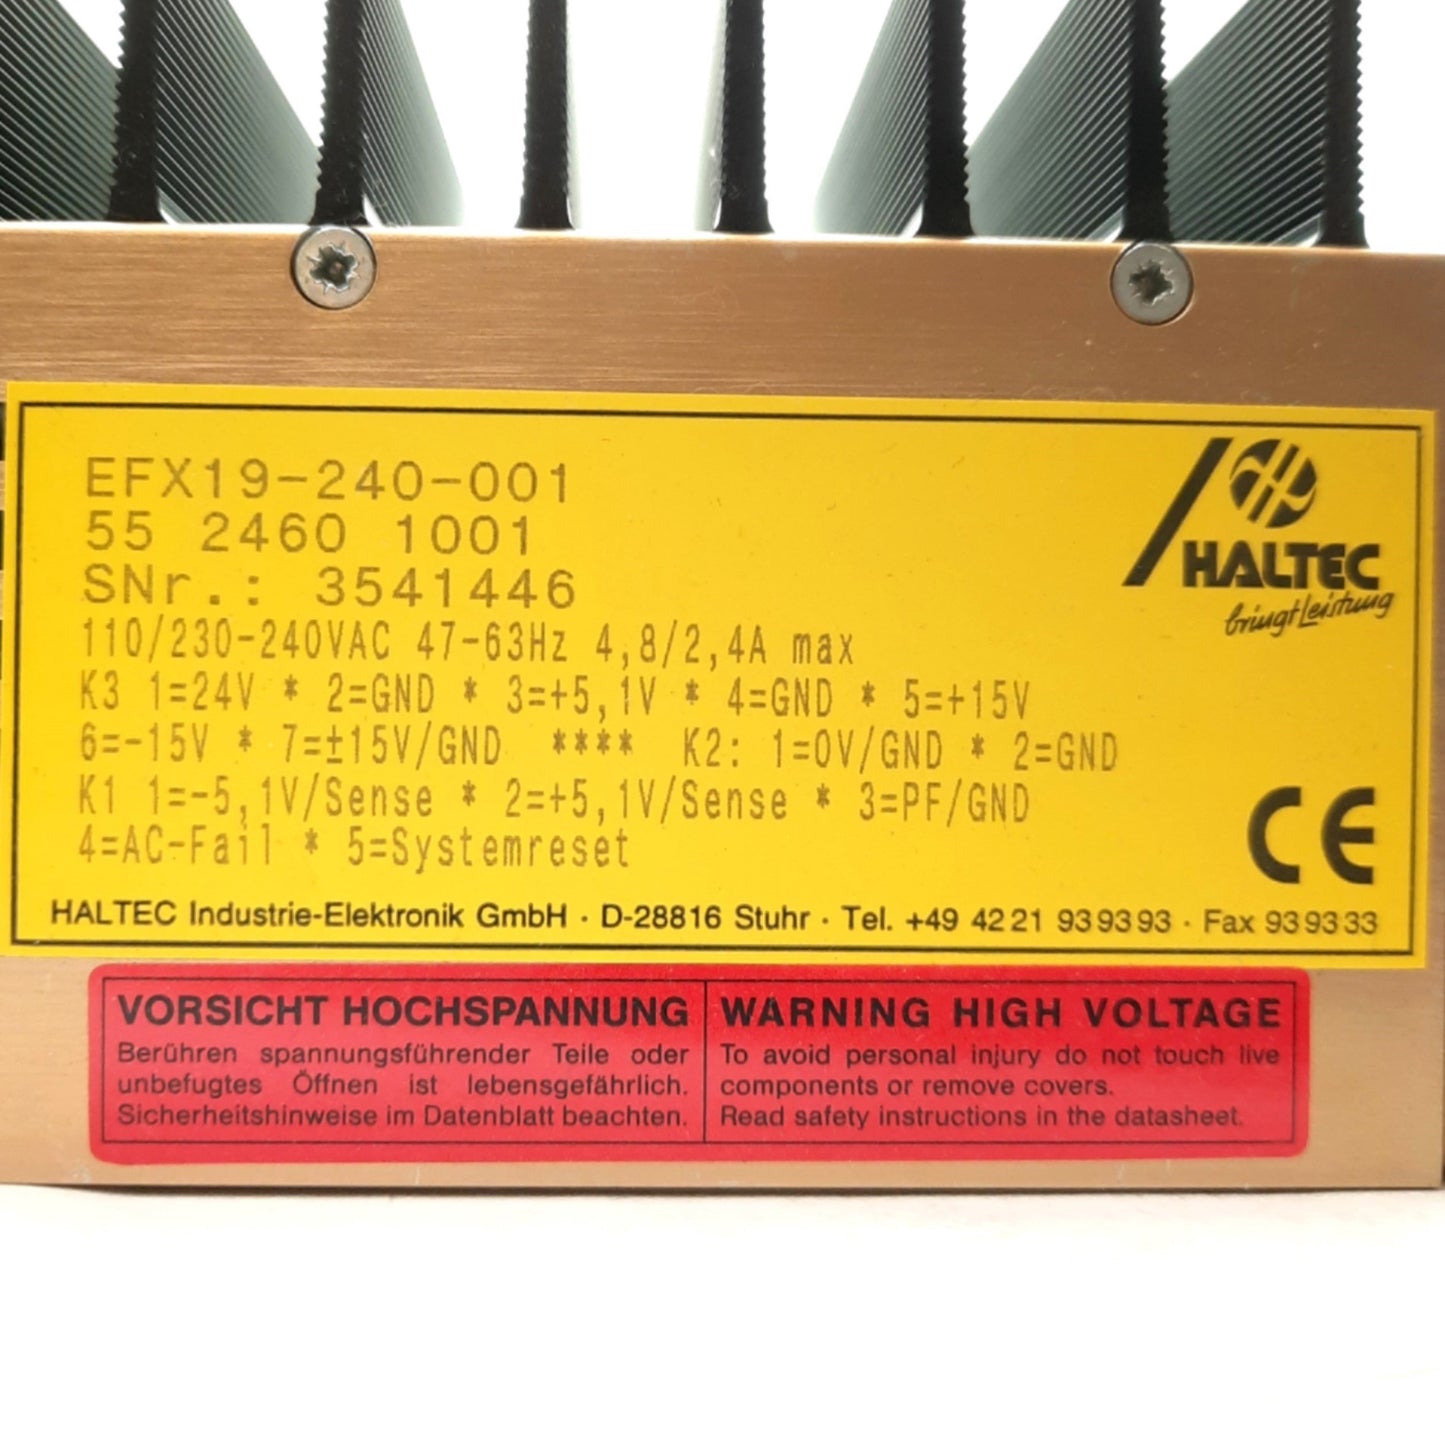 EFX19-240-001
55 2460 1001
SNr.: 3541446
110/230-240VAC 47-63Hz 4,8/2,4A max
K3 1=24V * 2=GND * 3=+5,1V * 4=GND * 5=+15V
6=-15V * 7=±15V/GND **** K2: 1=0V/GND * 2=GND
K1 1=-5,1V/Sense * 2=+5,1V/Sense * 3=PF/GND
4=AC-Fail * 5=Systemreset
HALTEC
bringt Leistung
CE
HALTEC Industrie-Elektronik GmbH · D-28816 Stuhr · Tel. +49 42 21 93 93 93 · Fax 93 93 33
VORSICHT HOCHSPANNUNG
Berühren spannungsführender Teile oder
unbefugtes Öffnen ist lebensgefährlich.
Sicherheitshinweise im Datenblatt beachten.
WARNING HIGH VOLTAGE
To avoid personal injury do not touch live
components or remove covers.
Read safety instructions in the datasheet.